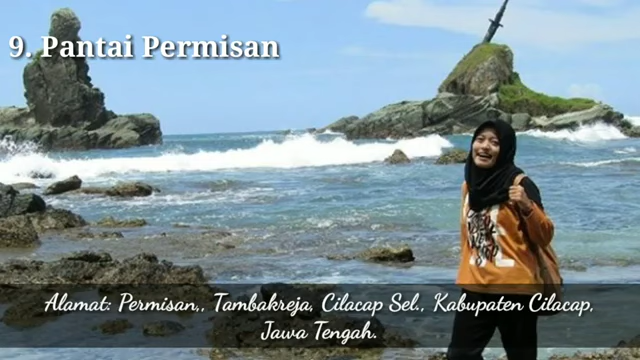 9. Pantai Permisan
Alamat: Permisan,, Tambakreja, Cilacap Sel., Kabupaten Cilacap,
Jawa Tengah.